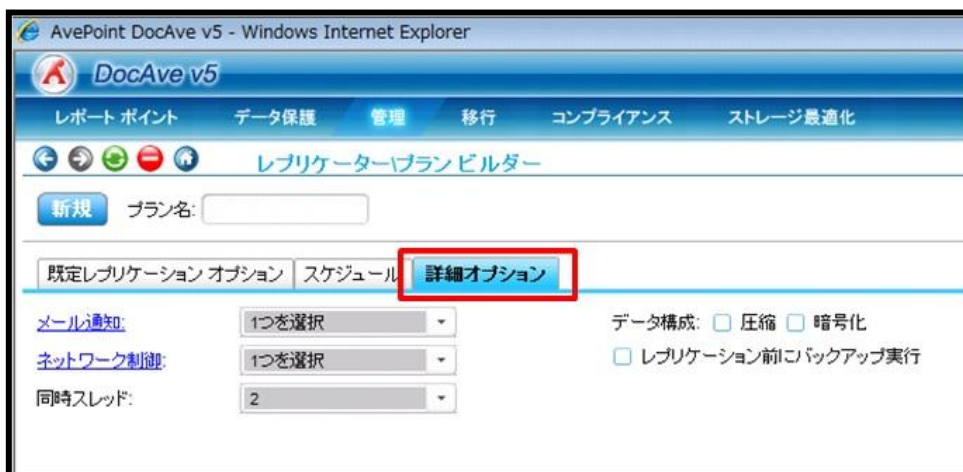 AvePoint DocAve v5 - Windows Internet Explorer
DocAve v5
レポート ポイント データ保護 管理 移行 コンプライアンス ストレージ最適化
レプリケーター\プラン ビルダー
新規 プラン名:
既定レプリケーション オプション スケジュール 詳細オプション
メール通知: 1つを選択 データ構成: 圧縮 暗号化
ネットワーク制御: 1つを選択 レプリケーション前にバックアップ実行
同時スレッド: 2